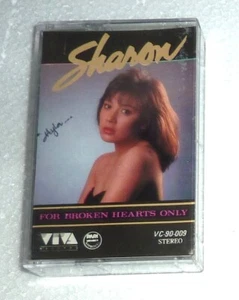 Sharon
FOR BROKEN HEARTS ONLY
VIVA
VC-90-009
STEREO